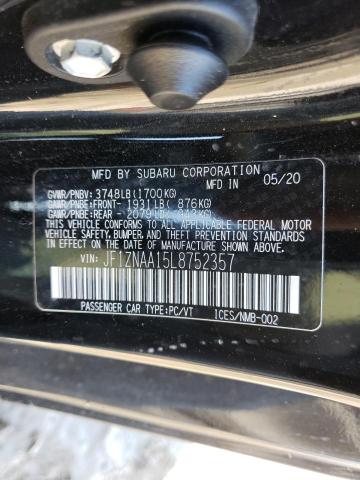 MFD BY SUBARU CORPORATION
MFD IN 05/20
GVWR/PNBV: 3748LB(1700KG)
GAWR/PNBE:FRONT- 1931LB( 876KG)
GAWR/PNBE:REAR - 2079LB( 943KG)
THIS VEHICLE CONFORMS TO ALL APPLICABLE FEDERAL MOTOR
VEHICLE SAFETY, BUMPER, AND THEFT PREVENTION STANDARDS
IN EFFECT ON THE DATE OF MANUFACTURE SHOWN ABOVE.
VIN: JF1ZNAA15L8752357
PASSENGER CAR TYPE:PC/VT ICES/NMB-002